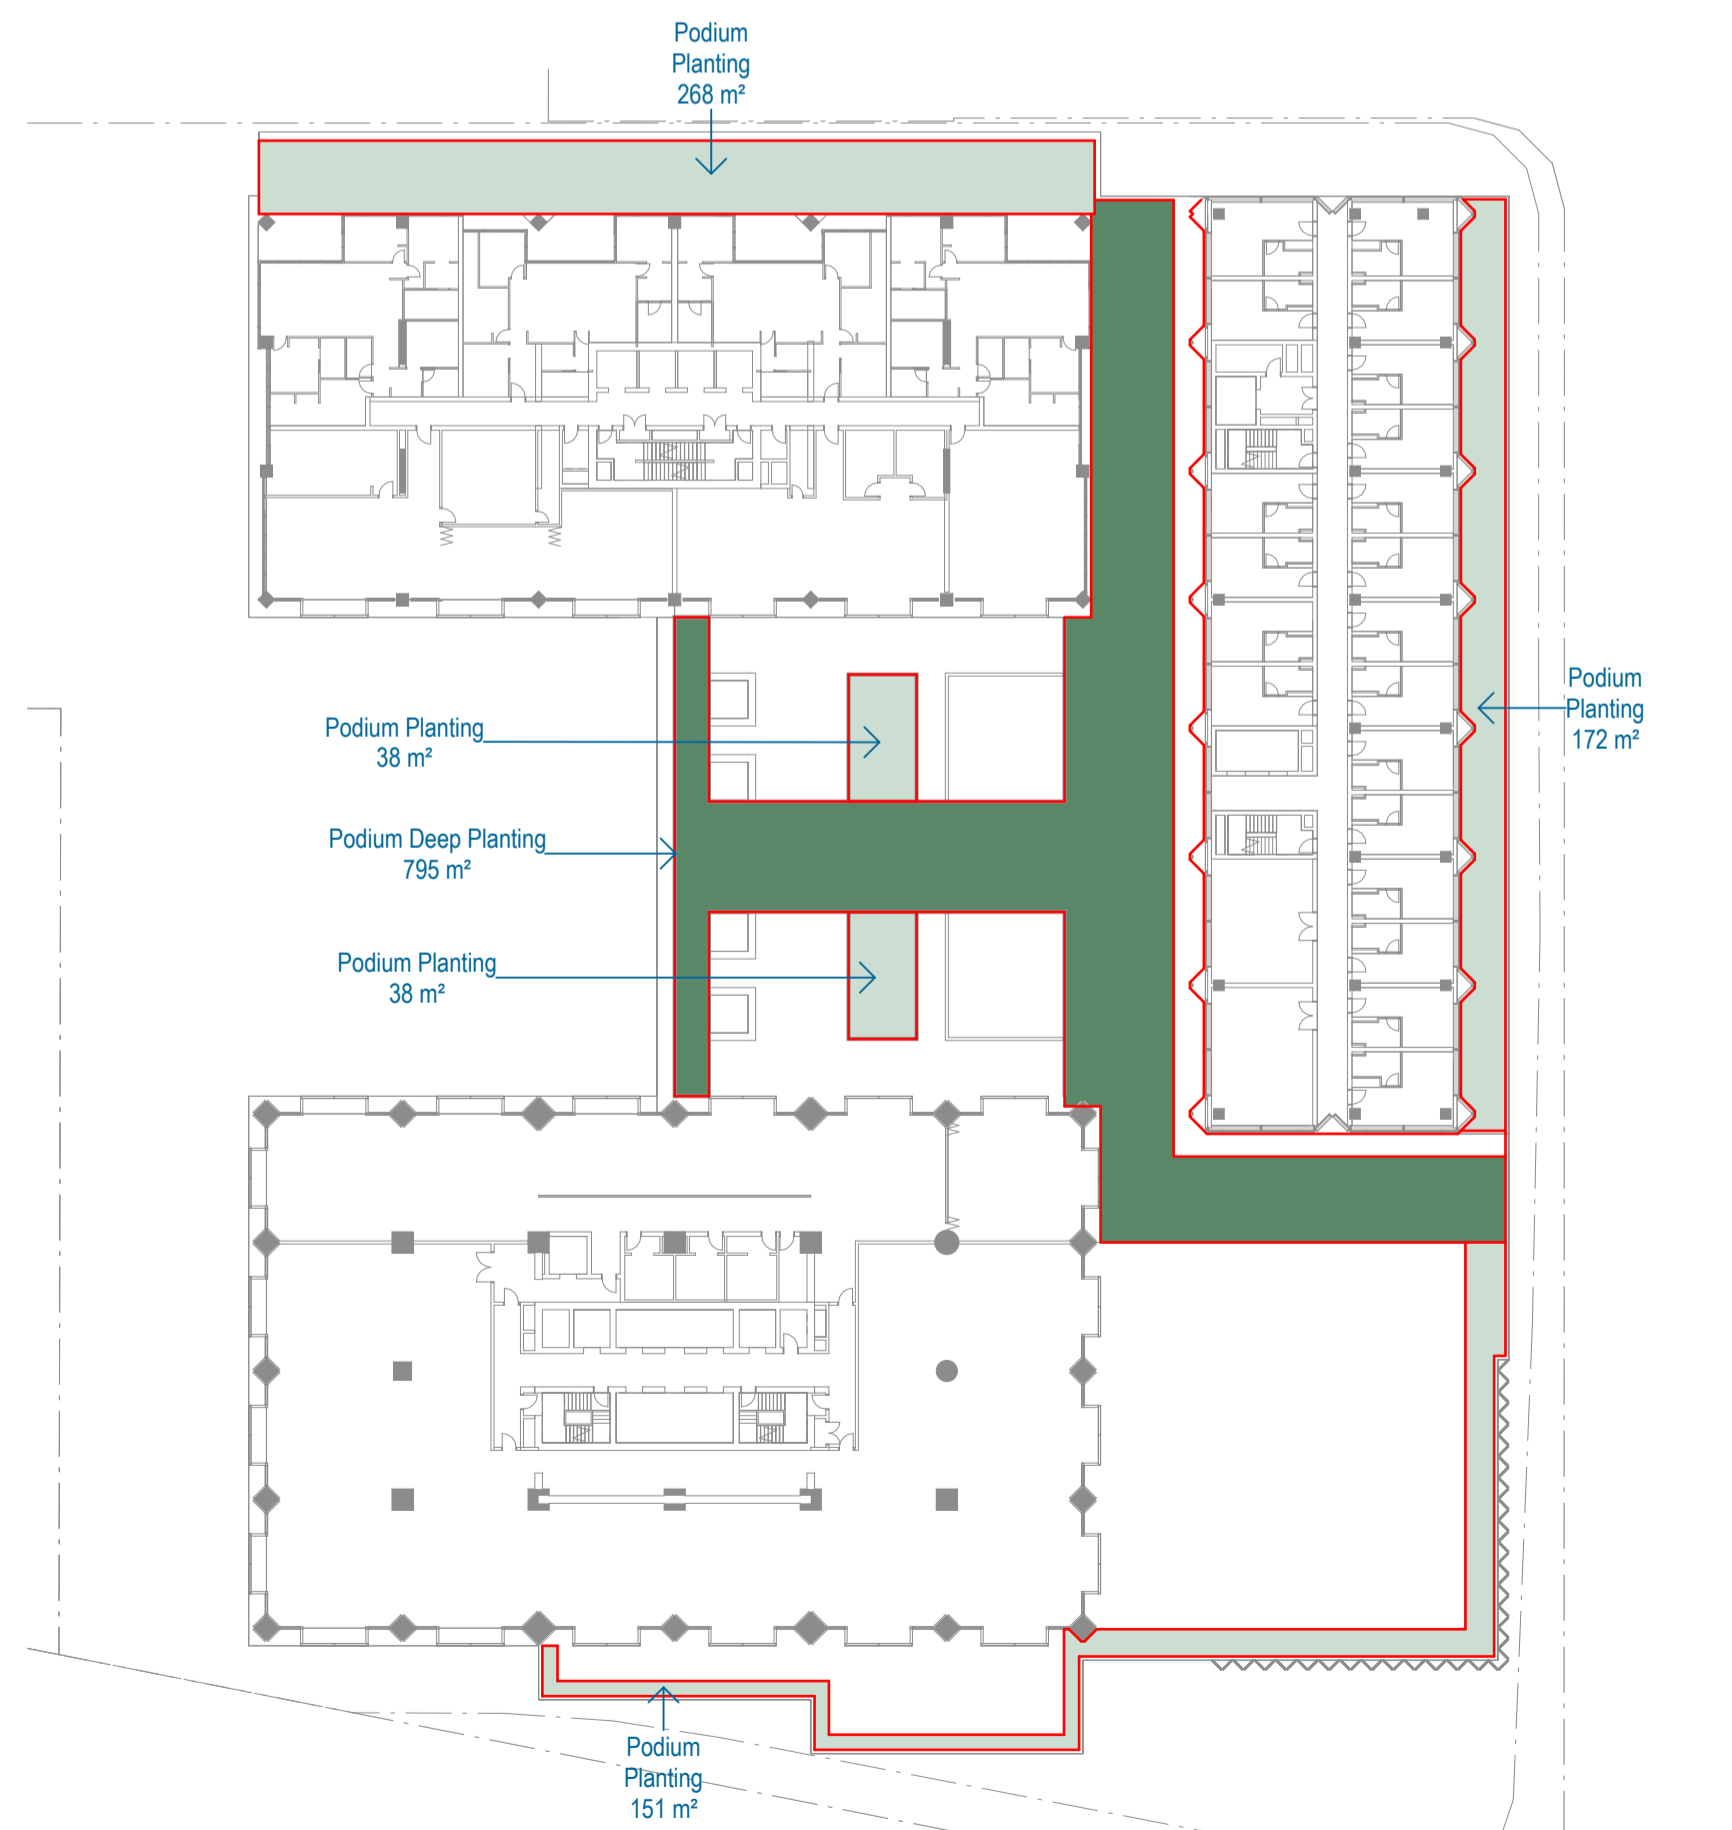 Podium
Planting
268 m²
Podium
Planting
172 m²
Podium Planting
38 m²
Podium Deep Planting
795 m²
Podium Planting
38 m²
Podium
Planting
151 m²